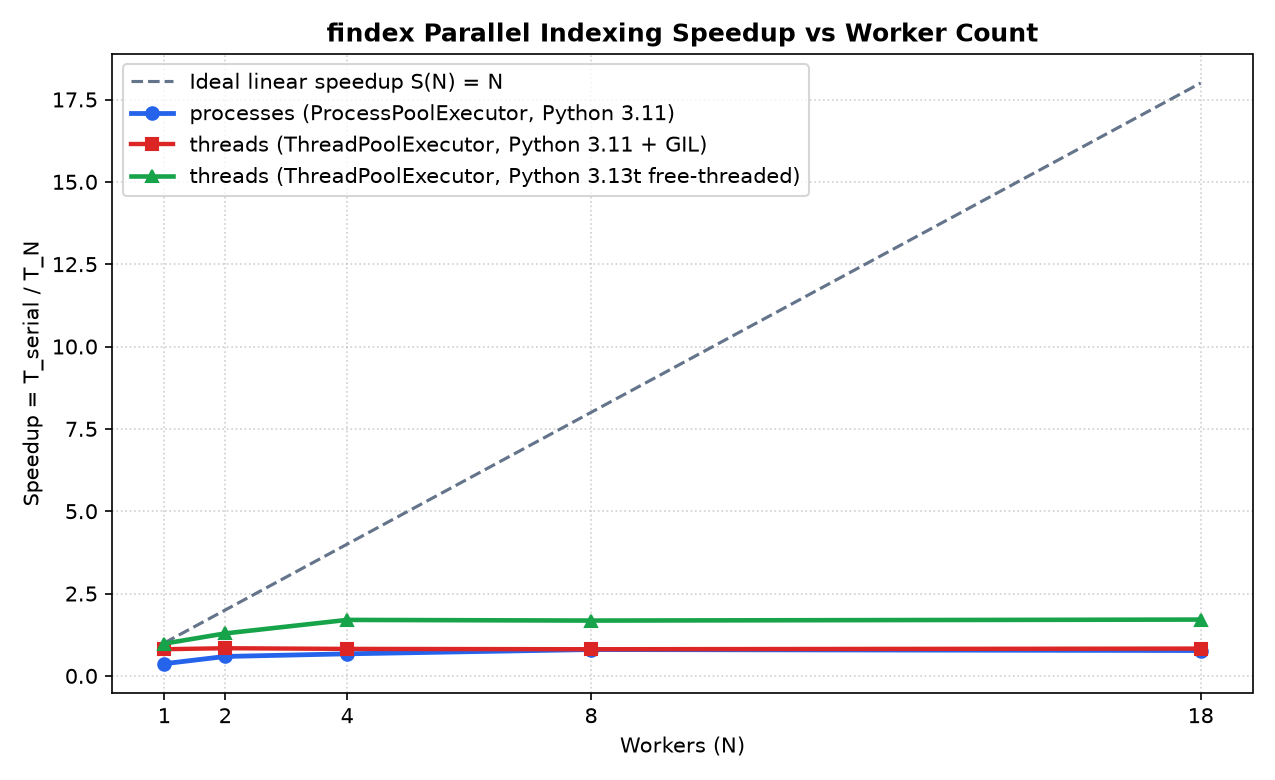 findex Parallel Indexing Speedup vs Worker Count
Ideal linear speedup S(N) = N
processes (ProcessPoolExecutor, Python 3.11)
threads (ThreadPoolExecutor, Python 3.11 + GIL)
threads (ThreadPoolExecutor, Python 3.13t free-threaded)
Speedup = T_serial / T_N
17.5
15.0
12.5
10.0
7.5
5.0
2.5
0.0
1 2 4 8 18
Workers (N)